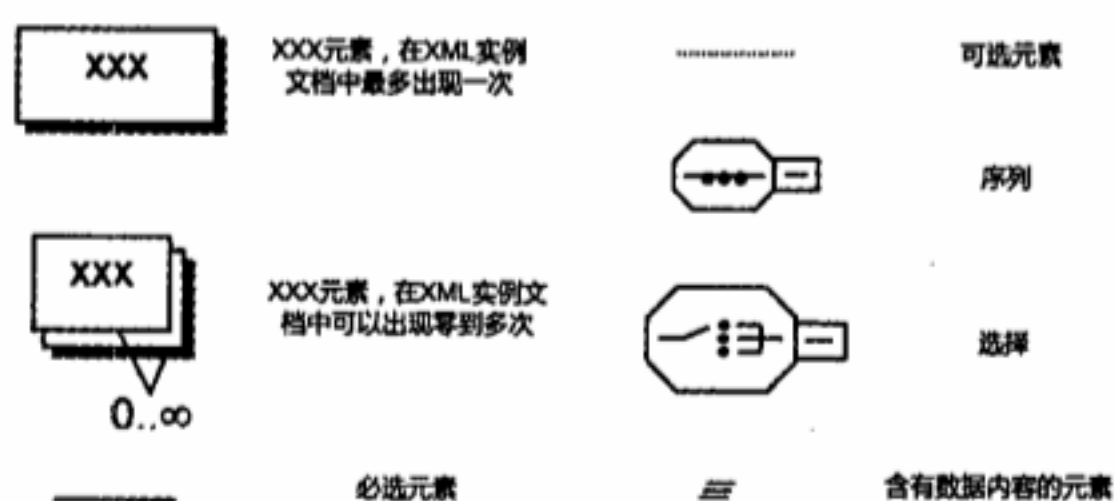 XXX
XXX元素，在XML实例
文档中最多出现一次
可选元素
序列
XXX
XXX元素，在XML实例文
档中可以出现零到多次
选择
0..∞
必选元素
含有数据内容的元素